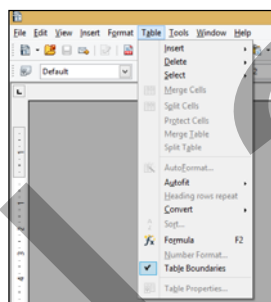 File Edit View Insert Format Table Tools Window Help
Default
Insert
Delete
Select
Merge Cells
Split Cells
Protect Cells
Merge Table
Split Table
AutoFormat...
Autofit
Heading rows repeat
Convert
Sort...
Formula F2
Number Format...
Table Boundaries
Table Properties...